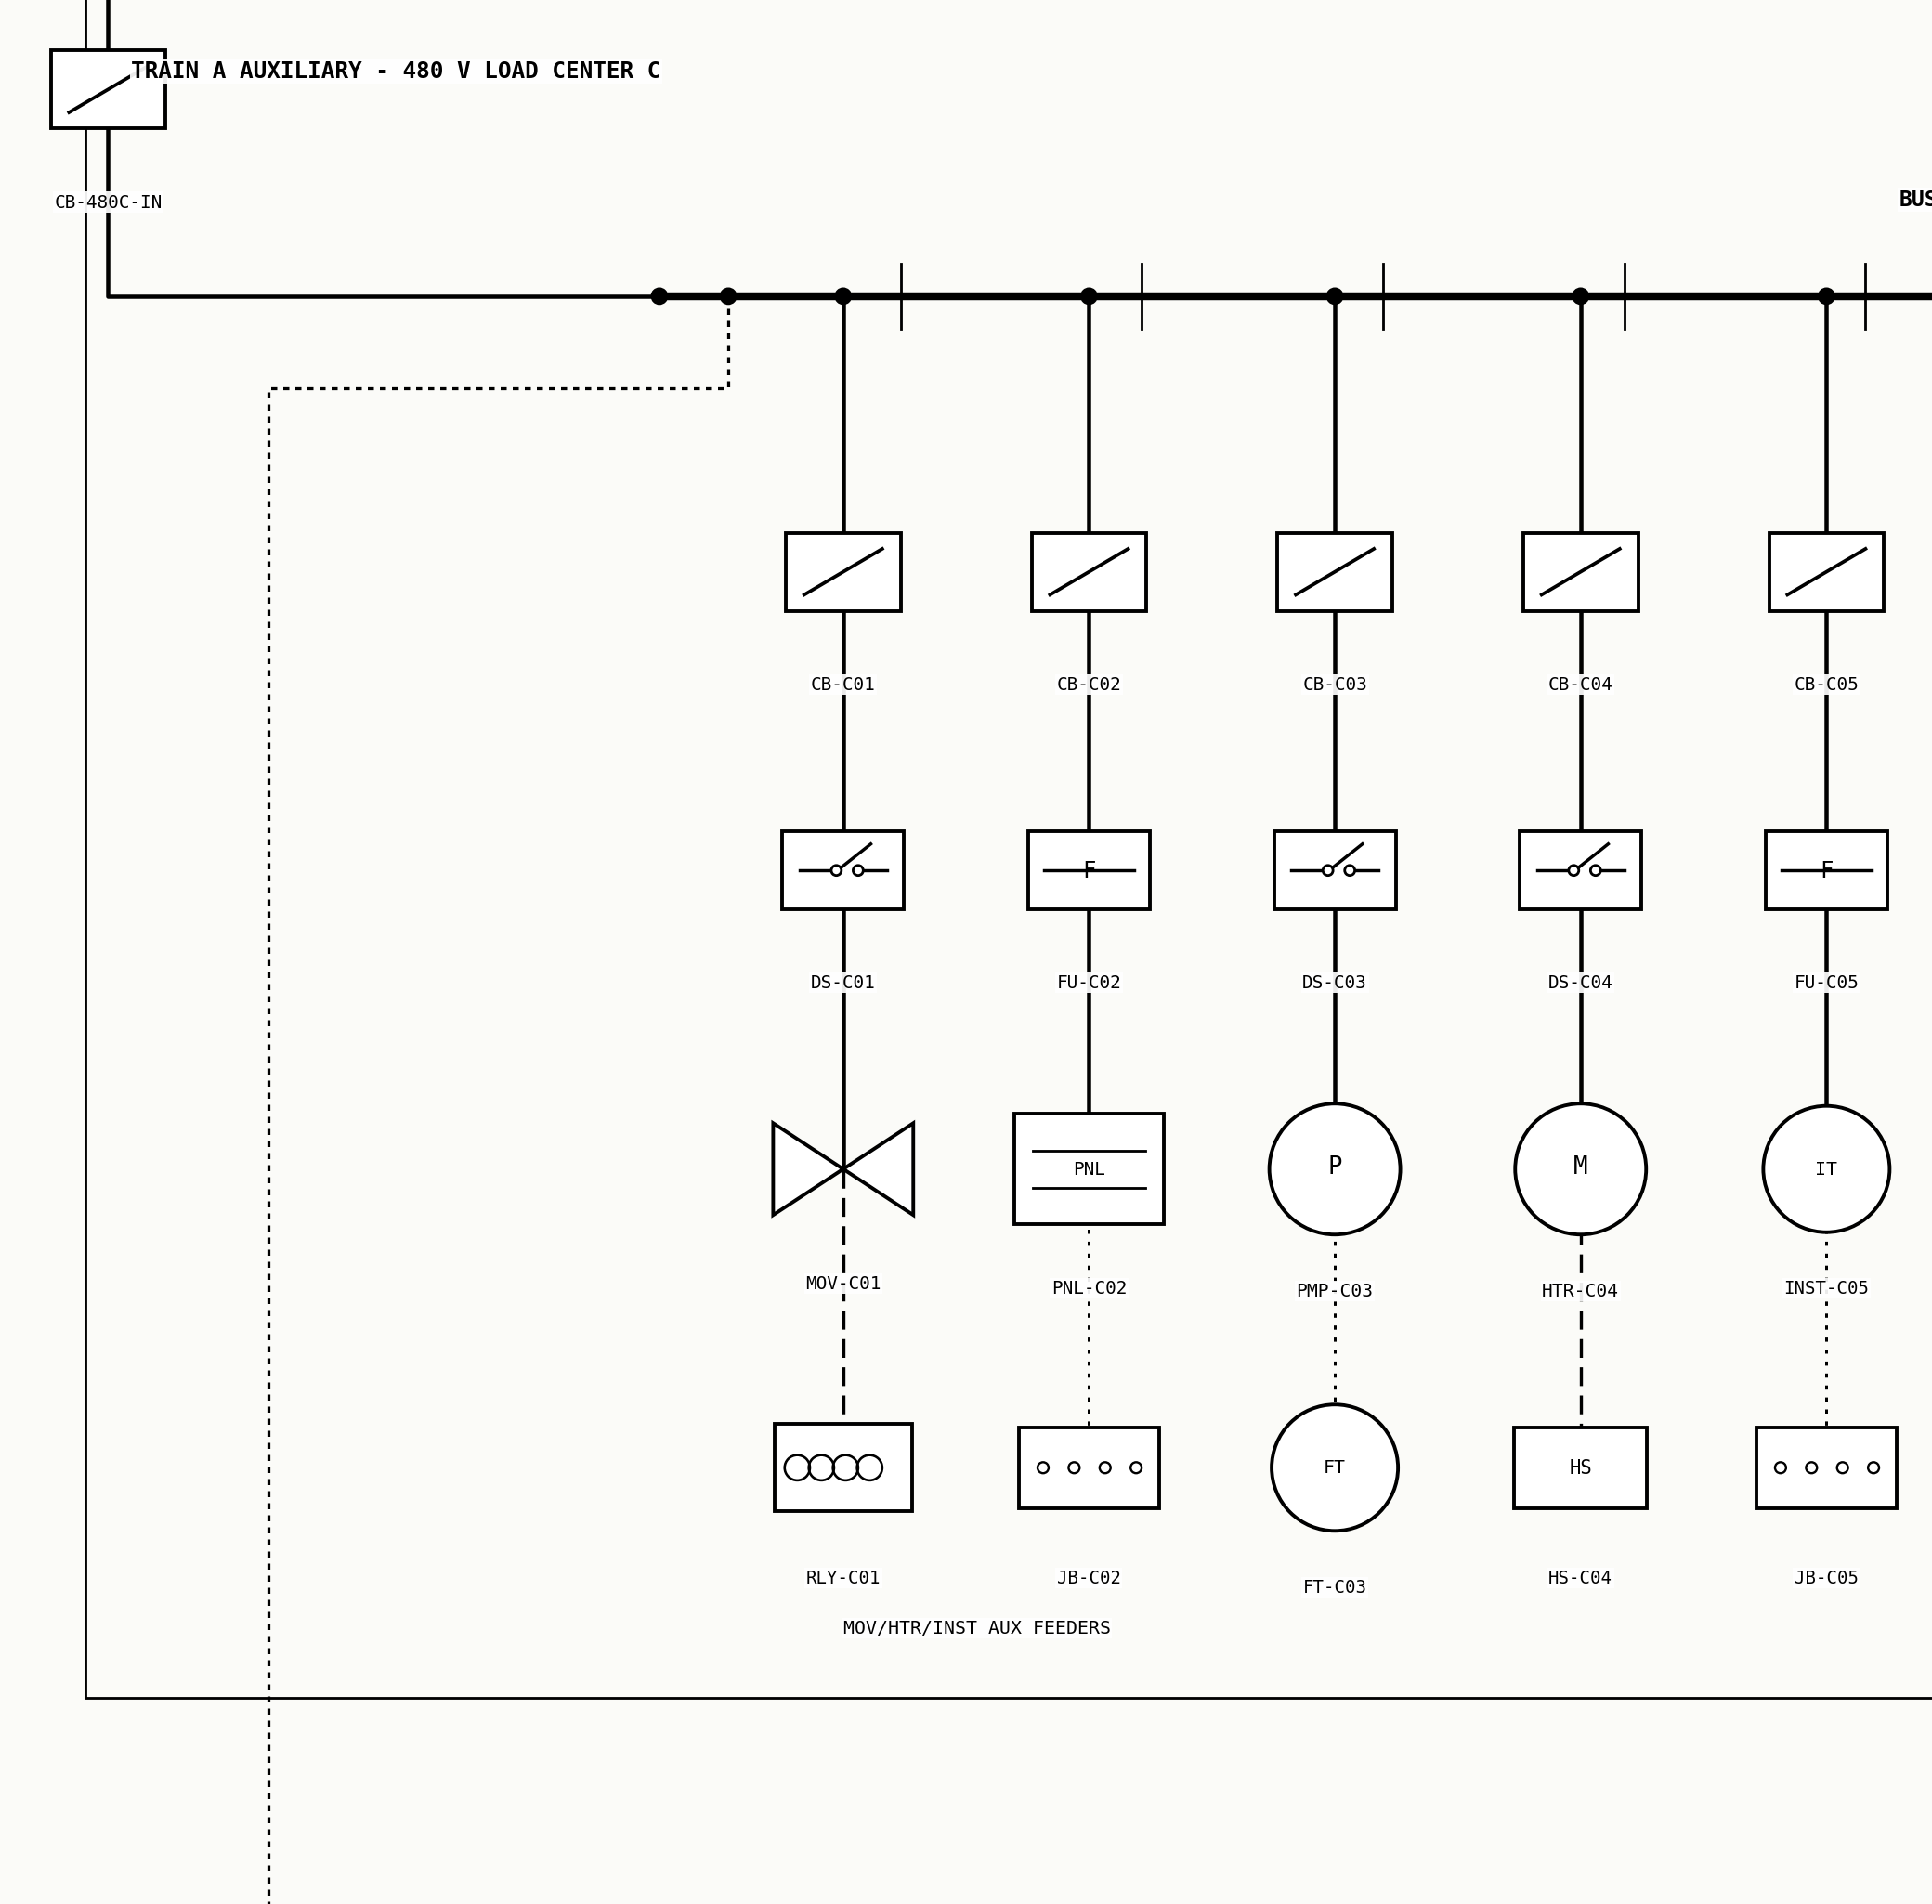 TRAIN A AUXILIARY - 480 V LOAD CENTER C
CB-480C-IN
BUS
CB-C01 CB-C02 CB-C03 CB-C04 CB-C05
F F
DS-C01 FU-C02 DS-C03 DS-C04 FU-C05
PNL P M IT
MOV-C01 PNL-C02 PMP-C03 HTR-C04 INST-C05
FT HS
RLY-C01 JB-C02 FT-C03 HS-C04 JB-C05
MOV/HTR/INST AUX FEEDERS